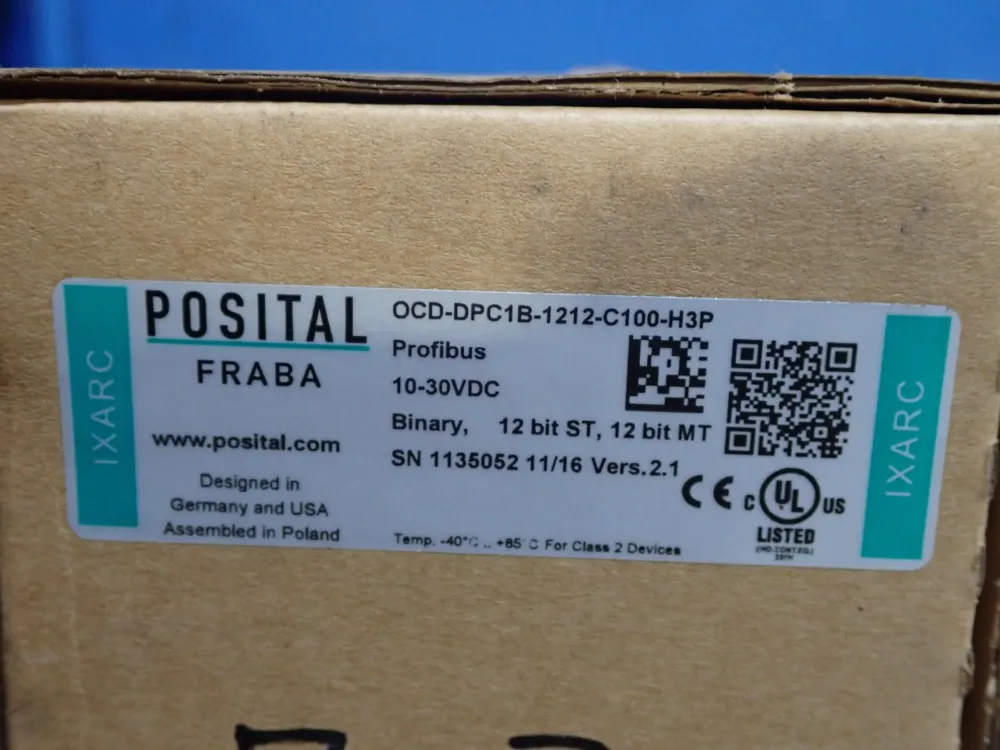 IXARC
POSITAL
FRABA
www.posital.com
Designed in
Germany and USA
Assembled in Poland
OCD-DPC1B-1212-C100-H3P
Profibus
10-30VDC
Binary, 12 bit ST, 12 bit MT
SN 1135052 11/16 Vers.2.1
Temp. -40°C .. +85°C For Class 2 Devices
CE
C UL US
LISTED
IXARC